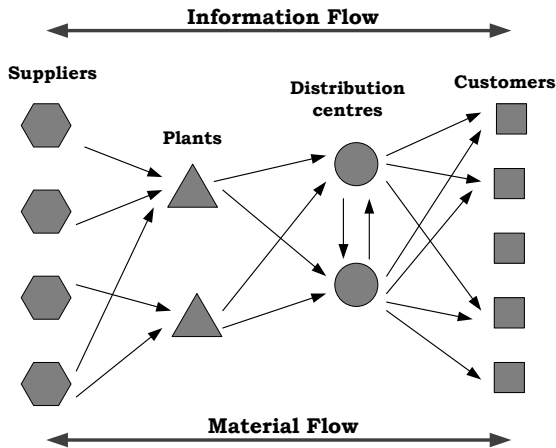 Information Flow
Suppliers
Plants
Distribution
centres
Customers
Material Flow